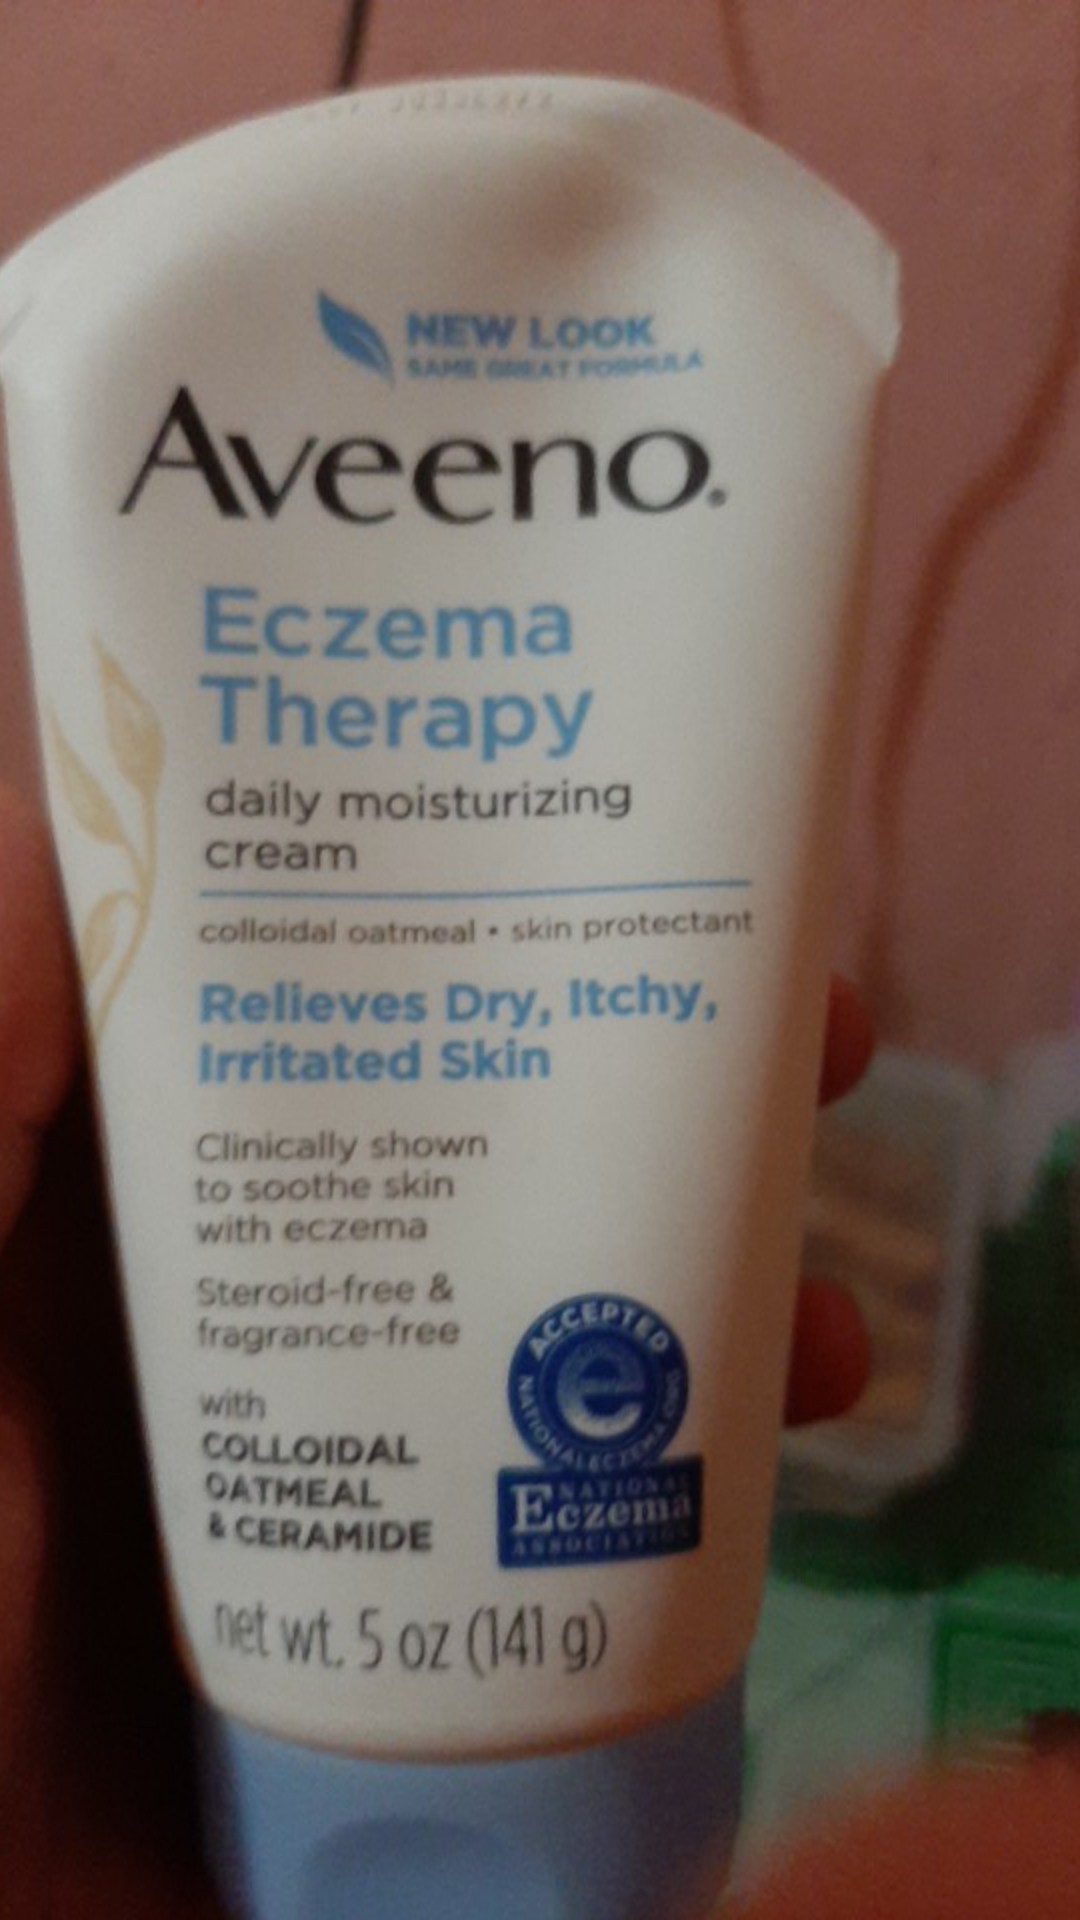 NEW LOOK
SAME GREAT FORMULA
Aveeno.
Eczema
Therapy
daily moisturizing
cream
colloidal oatmeal • skin protectant
Relieves Dry, Itchy,
Irritated Skin
Clinically shown
to soothe skin
with eczema
Steroid-free &
fragrance-free
with
COLLOIDAL
OATMEAL
& CERAMIDE
ACCEPTED
e
NATIONALECZEMA.ORG
NATIONAL
Eczema
ASSOCIATION
net wt. 5 oz (141 g)